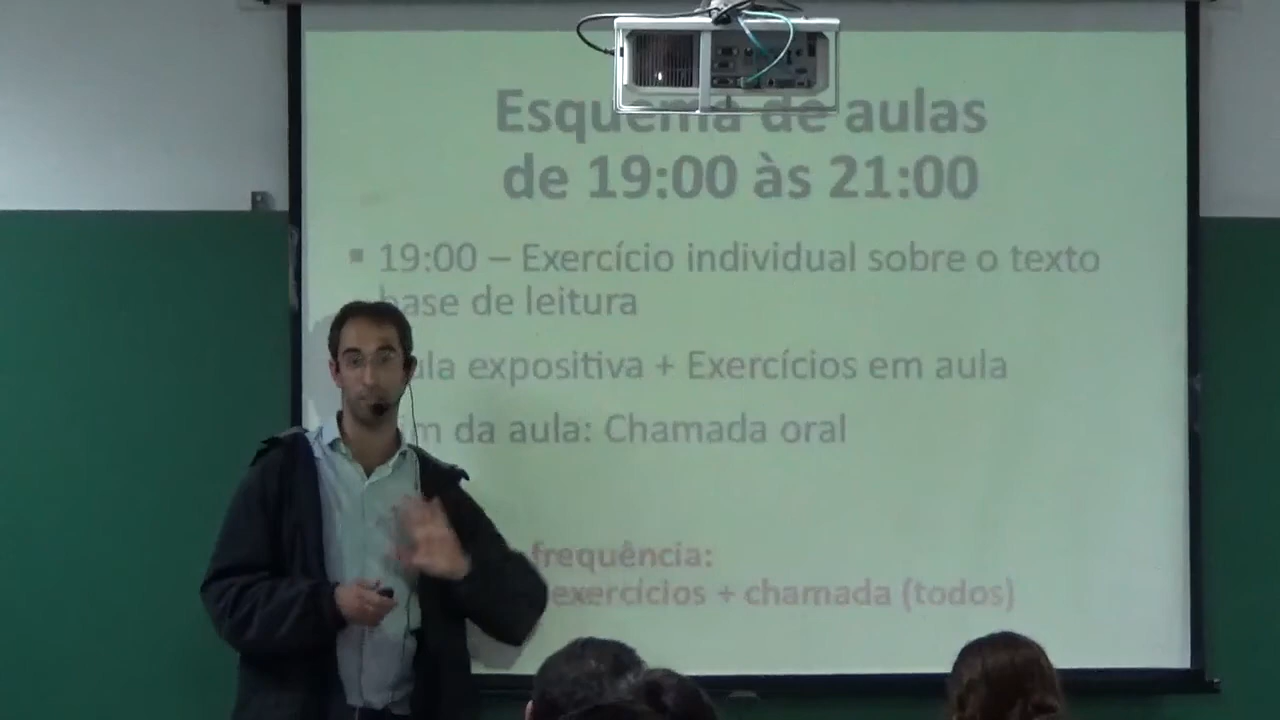 Esquema de aulas
de 19:00 às 21:00
19:00 – Exercício individual sobre o texto
base de leitura
expositiva + Exercícios em aula
da aula: Chamada oral
frequência:
exercícios + chamada (todos)